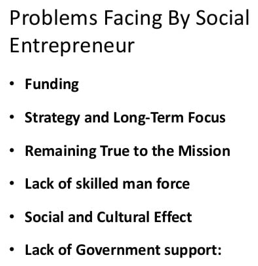 Problems Facing By Social
Entrepreneur
• Funding
• Strategy and Long-Term Focus
• Remaining True to the Mission
• Lack of skilled man force
• Social and Cultural Effect
• Lack of Government support: